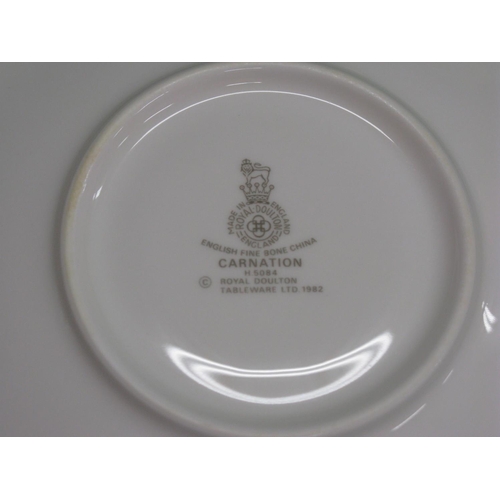 MADE IN ENGLAND
ROYAL DOULTON
ENGLAND
ENGLISH FINE BONE CHINA
CARNATION
H 5084
© ROYAL DOULTON
TABLEWARE LTD. 1982